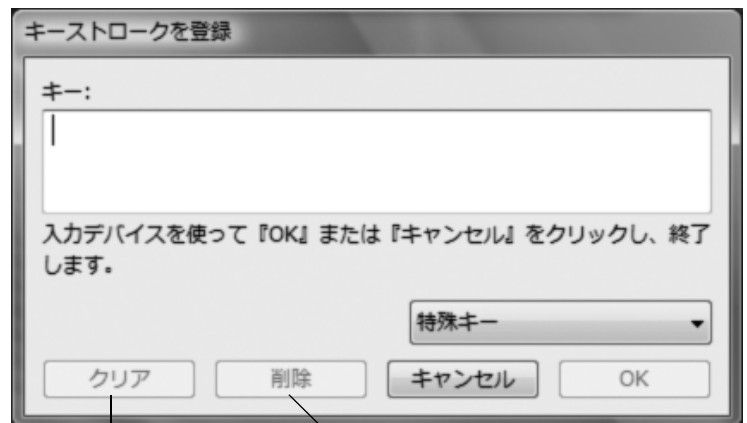 キーストロークを登録
キー:
入力デバイスを使って『OK』または『キャンセル』をクリックし、終了
します。
特殊キー
クリア 削除 キャンセル OK